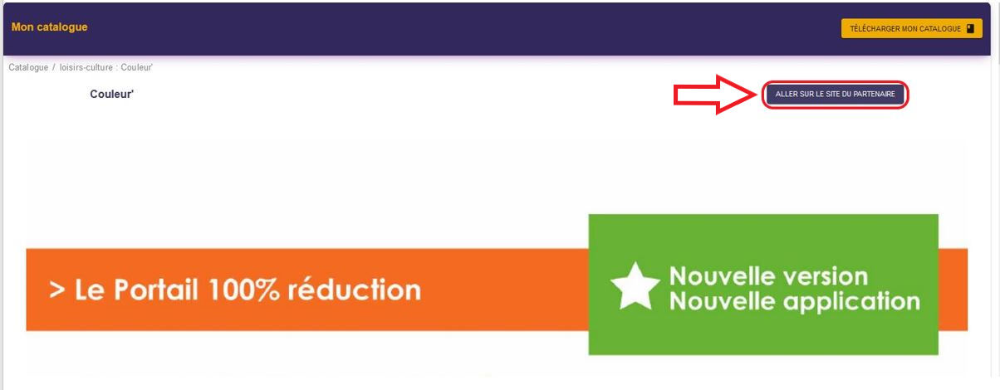 Mon catalogue
TÉLÉCHARGER MON CATALOGUE
Catalogue / loisirs-culture : Couleur'
Couleur'
ALLER SUR LE SITE DU PARTENAIRE
> Le Portail 100% réduction
Nouvelle version
Nouvelle application